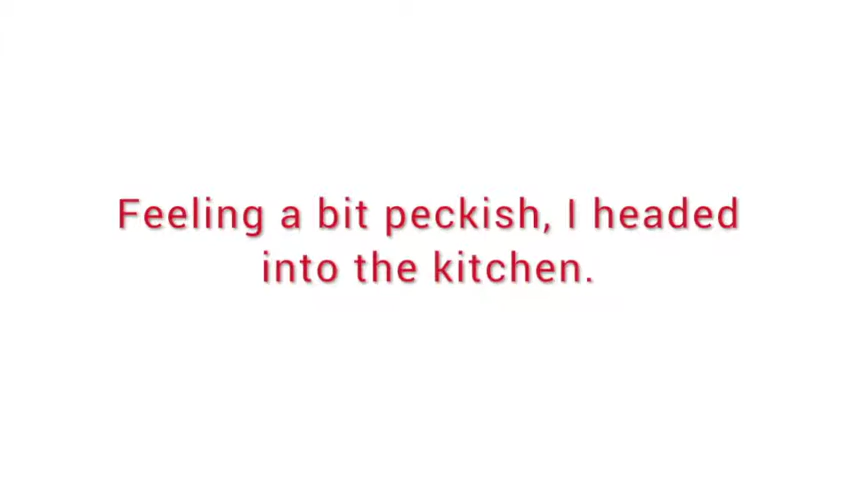 Feeling a bit peckish, I headed
into the kitchen.